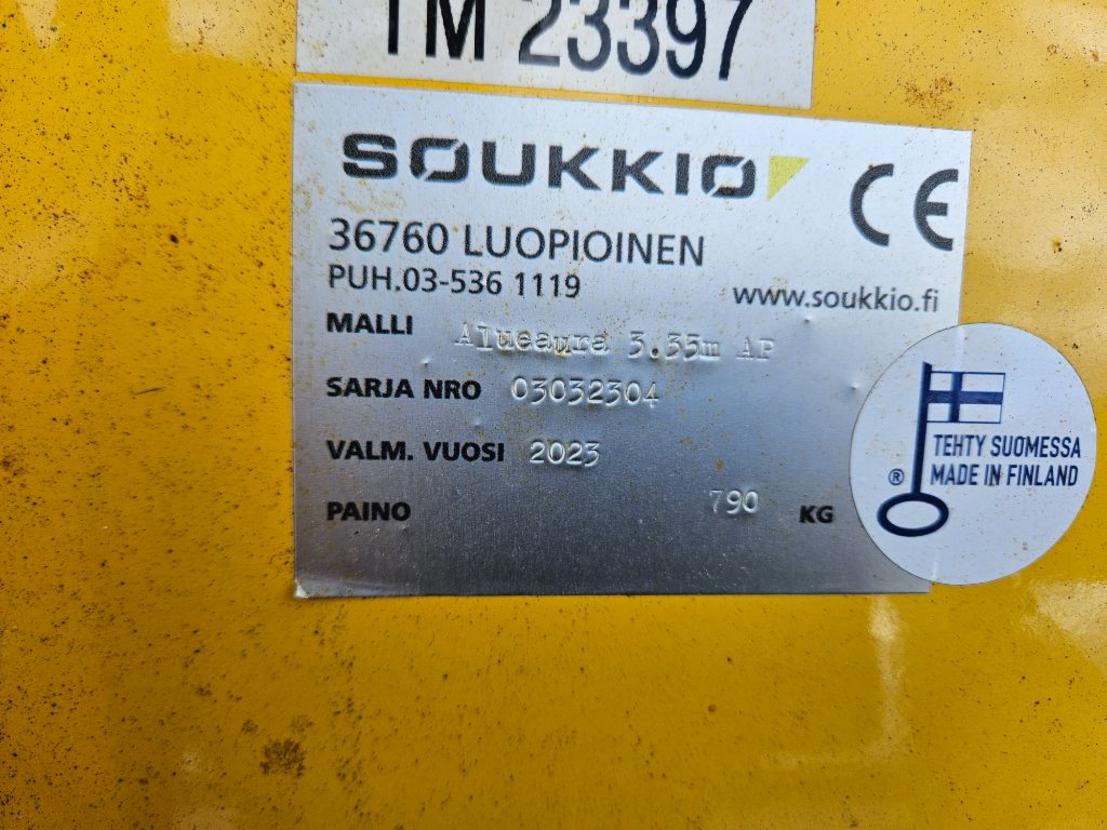 TM 23397
SOUKKIO
CE
36760 LUOPIOINEN
PUH.03-536 1119
www.soukkio.fi
MALLI Alueaura 3.35m AP
SARJA NRO 03032304
VALM. VUOSI 2023
PAINO 790 KG
TEHTY SUOMESSA
® MADE IN FINLAND